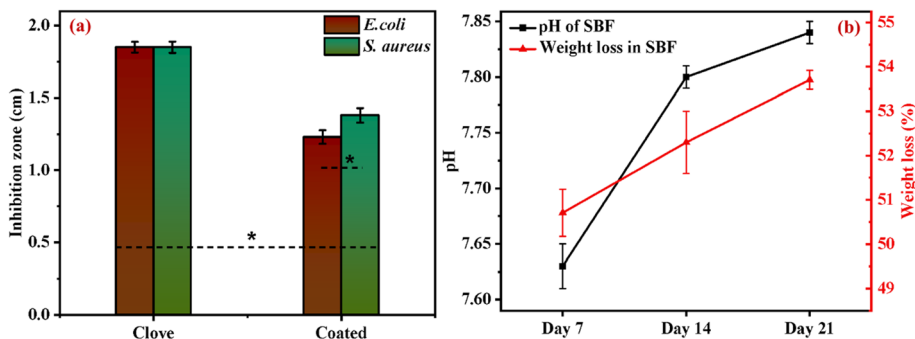 (a)
E.coli
S. aureus
Inhibition zone (cm)
2.0
1.5
1.0
0.5
0.0
*
*
Clove
Coated
(b)
pH of SBF
Weight loss in SBF
pH
7.85
7.80
7.75
7.70
7.65
7.60
Day 7
Day 14
Day 21
55
54
53
52
51
50
49
Weight loss (%)